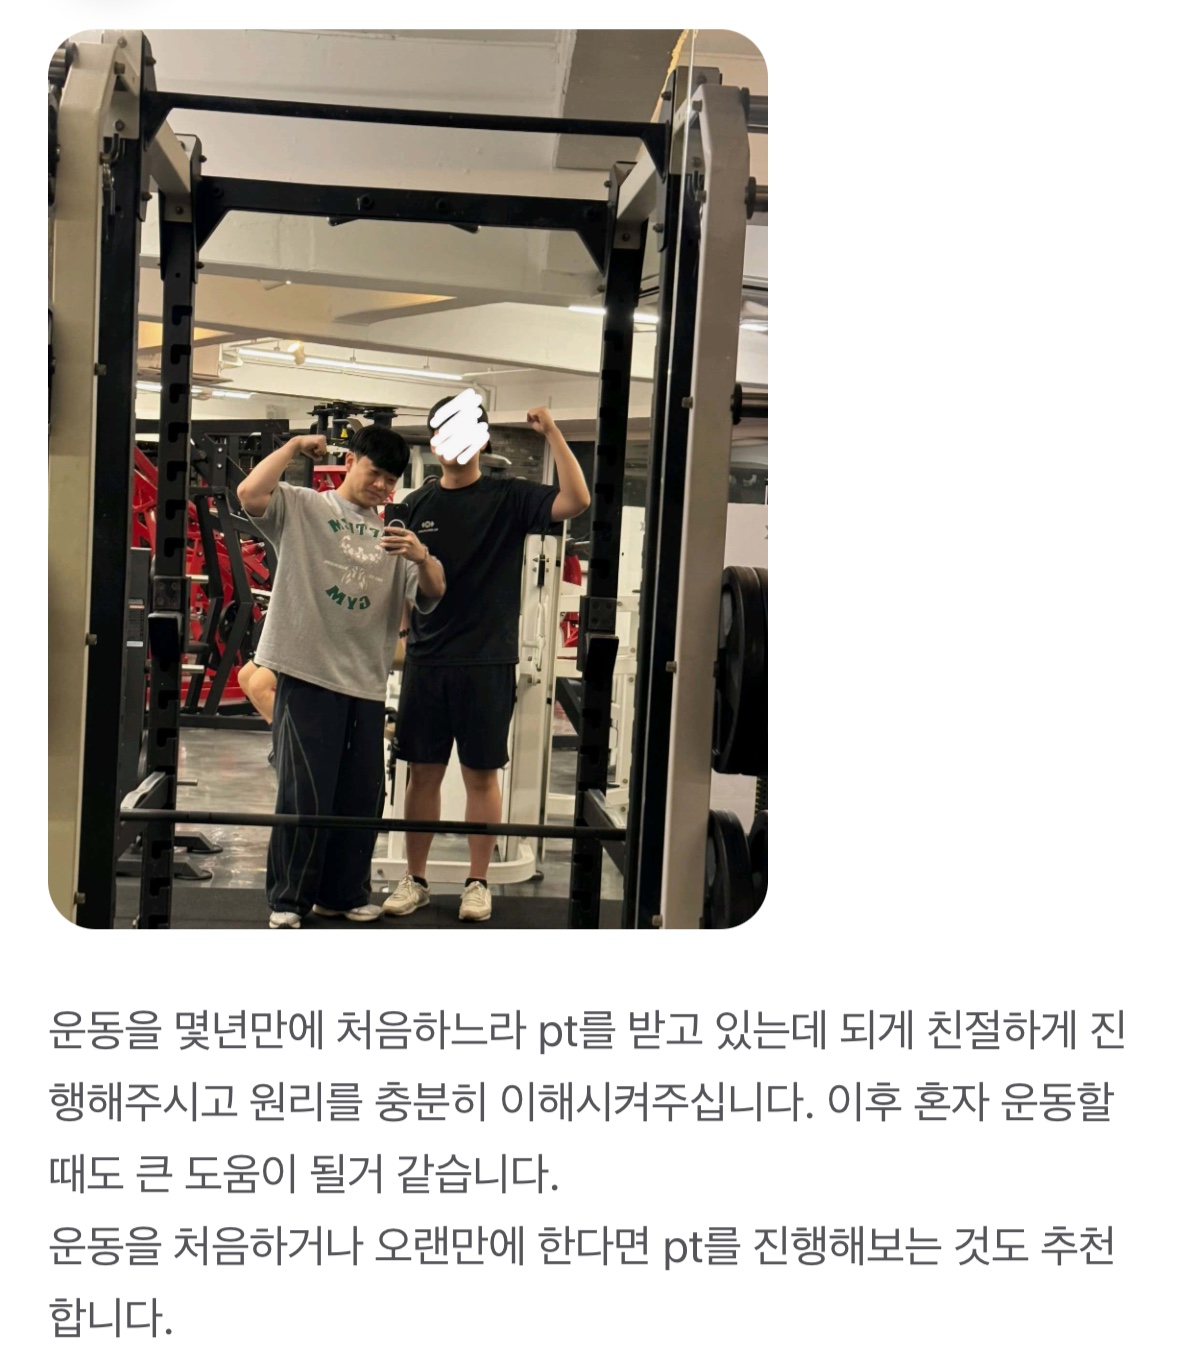 GYM
운동을 몇년만에 처음하느라 pt를 받고 있는데 되게 친절하게 진
행해주시고 원리를 충분히 이해시켜주십니다. 이후 혼자 운동할
때도 큰 도움이 될거 같습니다.
운동을 처음하거나 오랜만에 한다면 pt를 진행해보는 것도 추천
합니다.